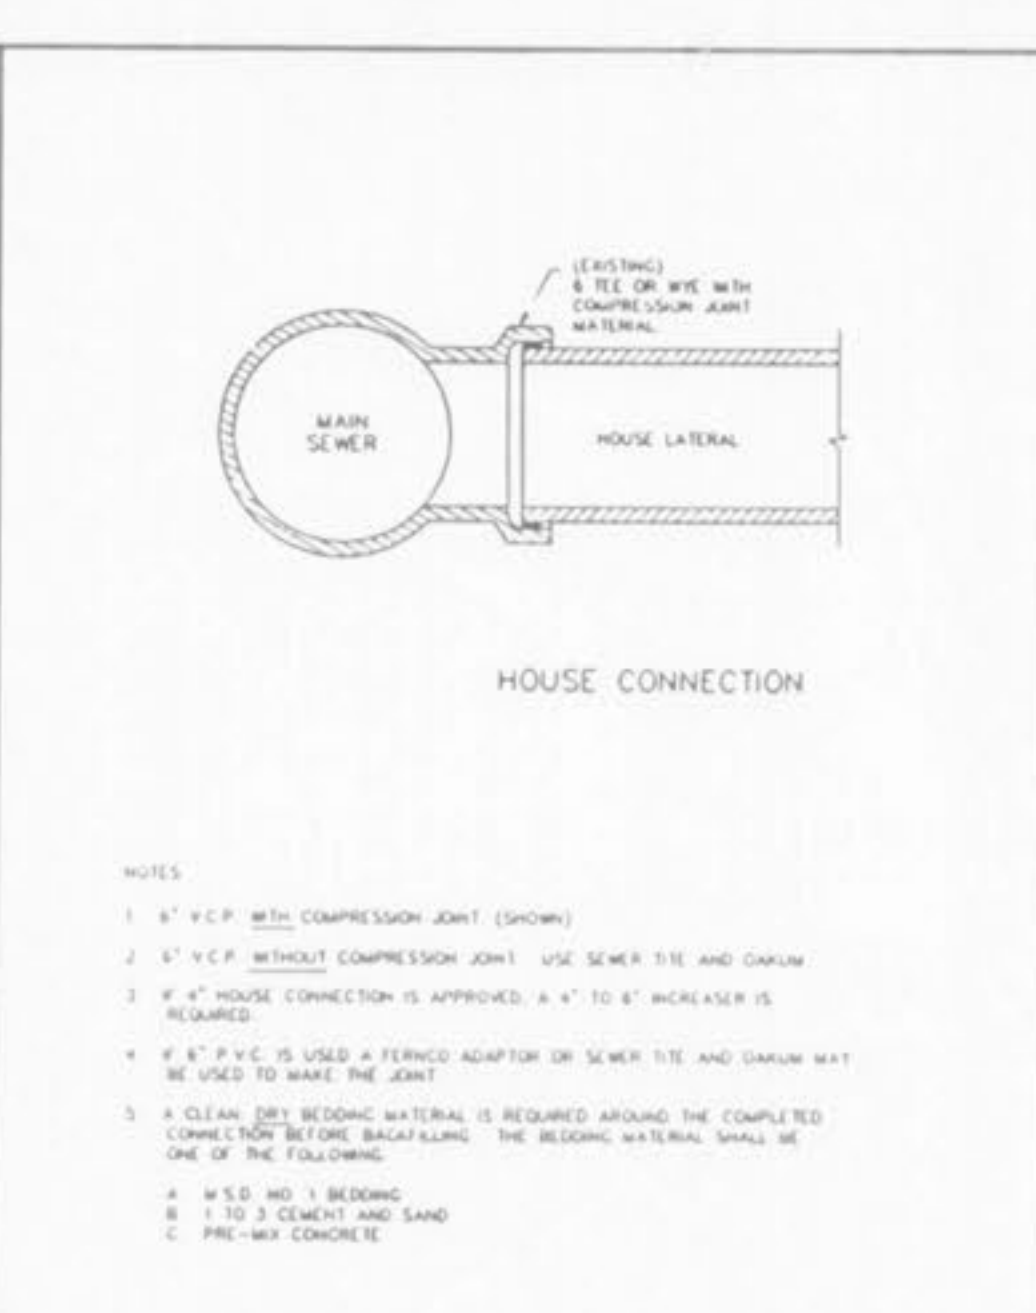 (EXISTING)
6 TEE OR WYE WITH
COMPRESSION JOINT
MATERIAL
MAIN
SEWER
HOUSE LATERAL
HOUSE CONNECTION
NOTES
1 6" V.C.P. WITH COMPRESSION JOINT. (SHOWN)
2 6" V.C.P. WITHOUT COMPRESSION JOINT. USE SEWER TITE AND OAKUM
3 IF 4" HOUSE CONNECTION IS APPROVED, A 4" TO 6" INCREASER IS
REQUIRED.
4 IF 6" P.V.C. IS USED A FERNCO ADAPTOR OR SEWER TITE AND OAKUM MAY
BE USED TO MAKE THE JOINT
5 A CLEAN, DRY BEDDING MATERIAL IS REQUIRED AROUND THE COMPLETED
CONNECTION BEFORE BACKFILLING. THE BEDDING MATERIAL SHALL BE
ONE OF THE FOLLOWING
A M.S.D. NO. 1 BEDDING
B 1 TO 3 CEMENT AND SAND
C PRE-MIX CONCRETE